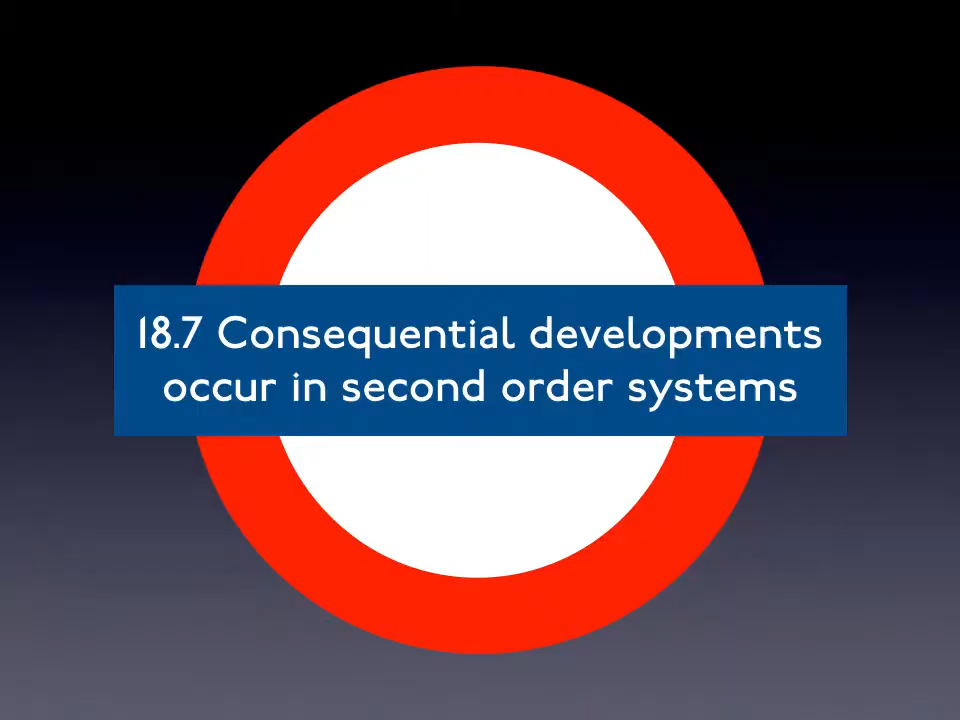 18.7 Consequential developments
occur in second order systems